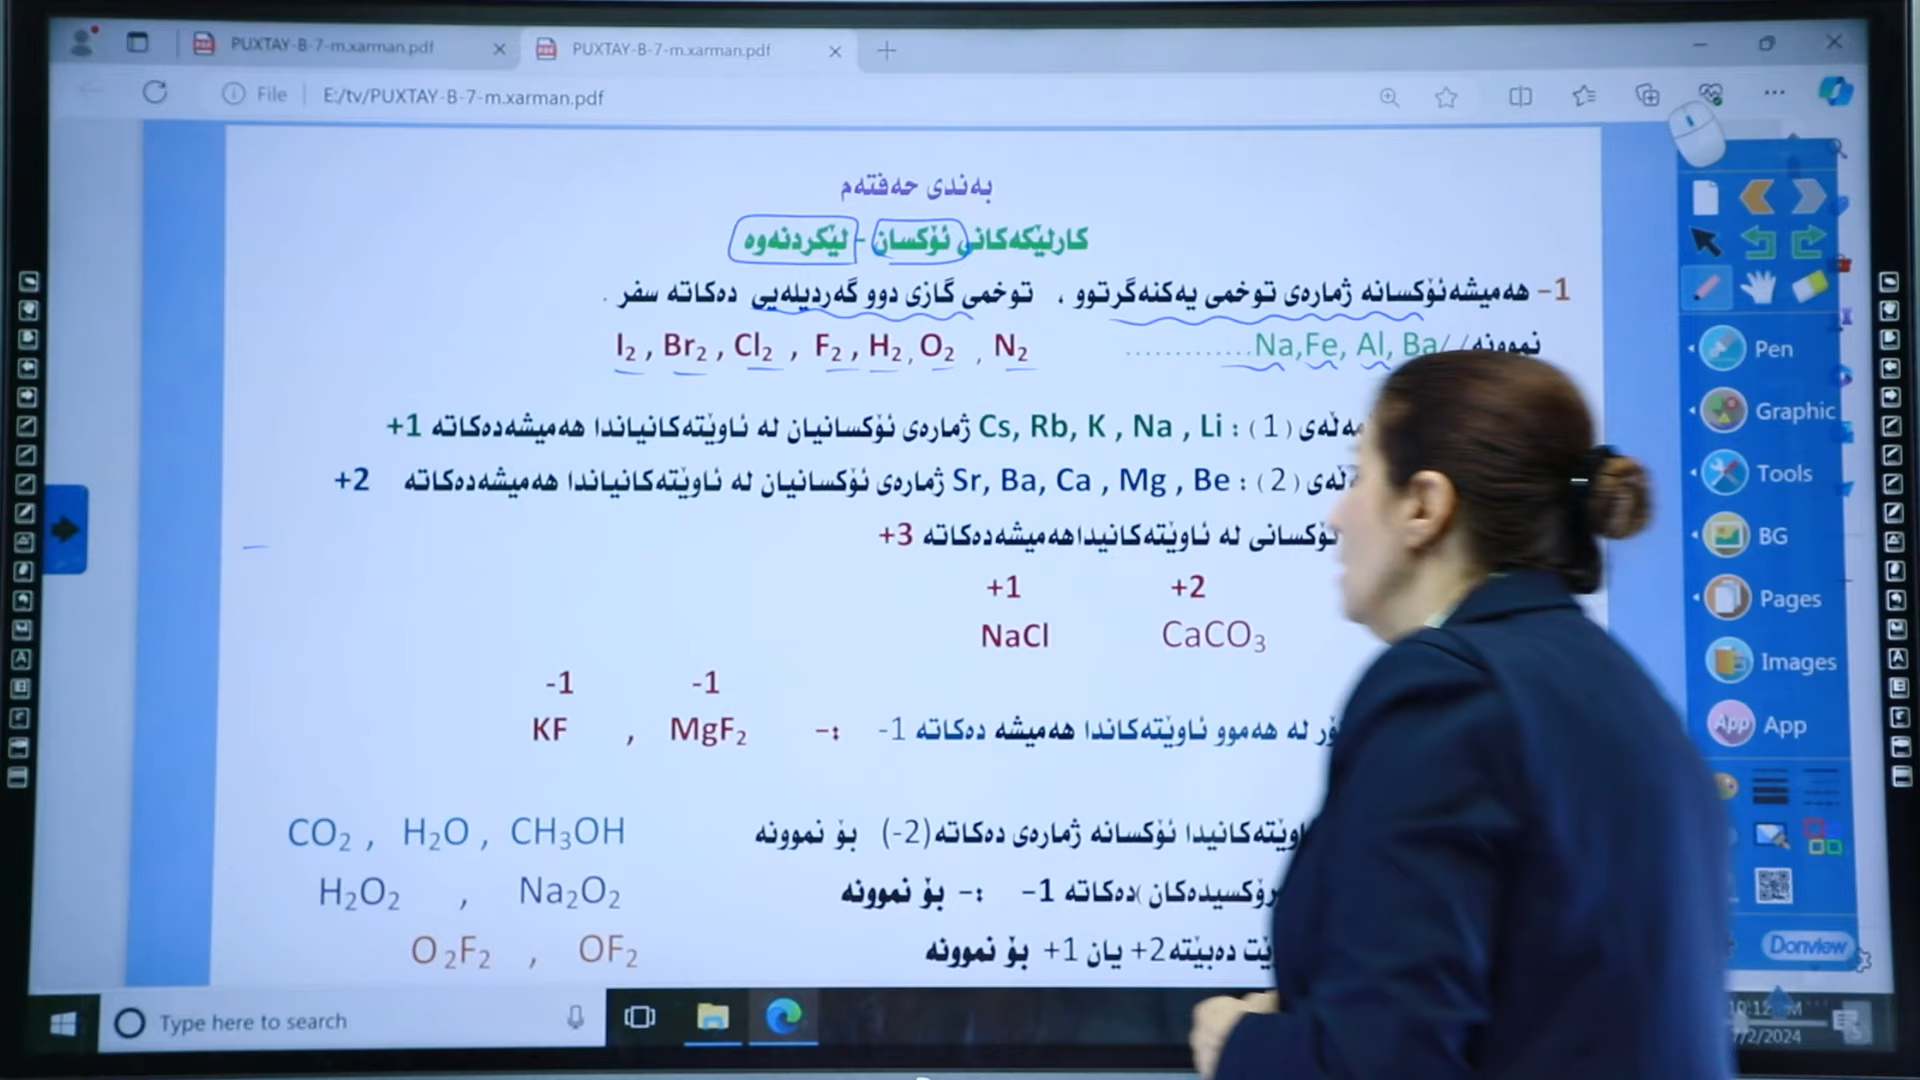 PUXTAY-B-7-m.xarman.pdf
PUXTAY-B-7-m.xarman.pdf
File E:/tv/PUXTAY-B-7-m.xarman.pdf
بەندی حەفتەم
کارلێکەکانی ئۆکسان - لێکردنەوە
1- هەمیشە ئۆکسانە ژمارەی توخمی یەکنەگرتوو ، توخمی گازی دوو گەردیلەیی دەکاتە سفر .
نموونە// Na,Fe, Al, Ba............. I2 , Br2 , Cl2 , F2 , H2 , O2 , N2
(1) : Cs, Rb, K , Na , Li ژمارەی ئۆکسانیان لە ئاوێتەکانیاندا هەمیشەدەکاتە +1
(2) : Sr, Ba, Ca , Mg , Be ژمارەی ئۆکسانیان لە ئاوێتەکانیاندا هەمیشەدەکاتە +2
ئۆکسانی لە ئاوێتەکانیداهەمیشەدەکاتە +3
+1 +2
NaCl CaCO3
-1 -1
لە هەموو ئاوێتەکاندا هەمیشە دەکاتە 1- :- KF , MgF2
ئۆکسانە ژمارەی دەکاتە(2-) بۆ نموونە CO2 , H2O , CH3OH
دەکاتە 1- :- بۆ نموونە H2O2 , Na2O2
دەبێتە 2+ یان 1+ بۆ نموونە O2F2 , OF2
Pen
Graphic
Tools
BG
Pages
Images
App App
Donview
Type here to search